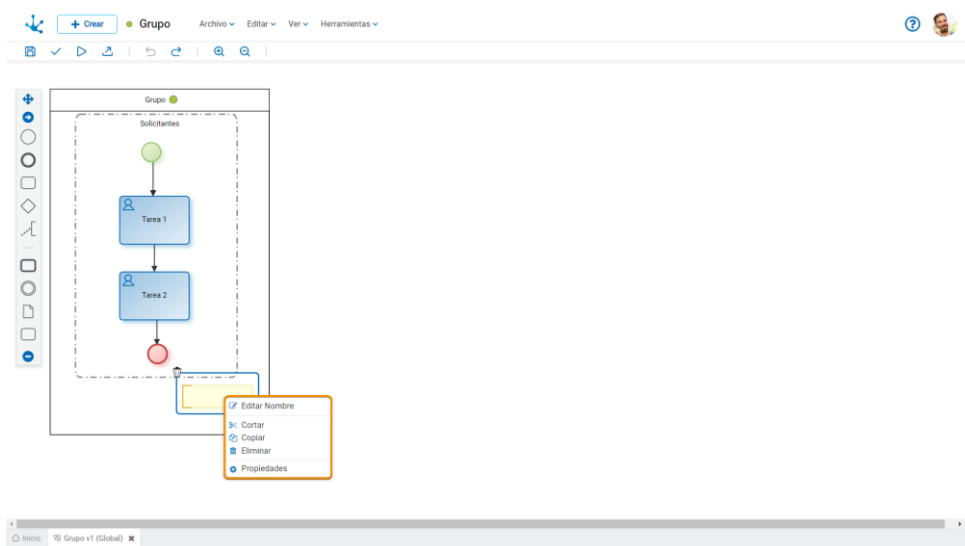 + Crear
Grupo
Archivo Editar Ver Herramientas
?
Grupo
Solicitantes
Tarea 1
Tarea 2
Editar Nombre
Cortar
Copiar
Eliminar
Propiedades
Inicio
Grupo v1 (Global)